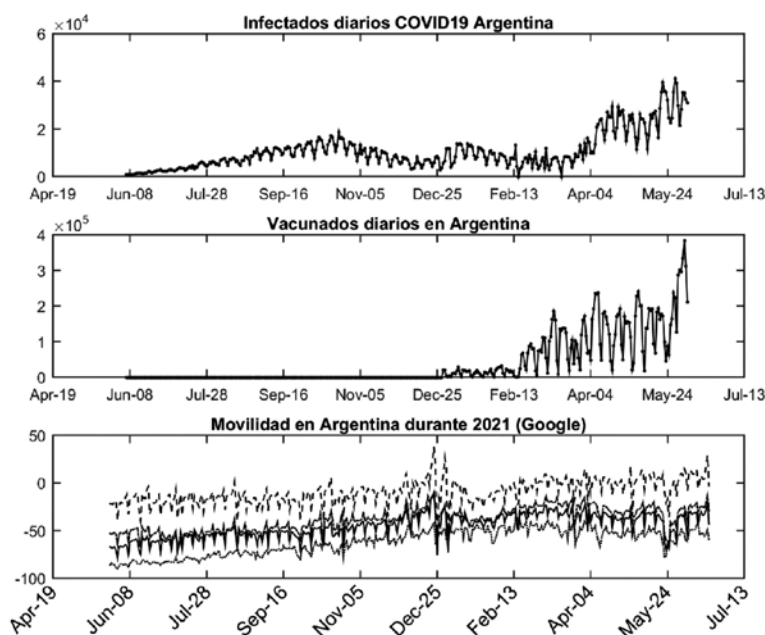 Infectados diarios COVID19 Argentina
×10^4
6
4
2
0
Apr-19 Jun-08 Jul-28 Sep-16 Nov-05 Dec-25 Feb-13 Apr-04 May-24 Jul-13
Vacunados diarios en Argentina
×10^5
4
3
2
1
0
Apr-19 Jun-08 Jul-28 Sep-16 Nov-05 Dec-25 Feb-13 Apr-04 May-24 Jul-13
Movilidad en Argentina durante 2021 (Google)
50
0
-50
-100
Apr-19 Jun-08 Jul-28 Sep-16 Nov-05 Dec-25 Feb-13 Apr-04 May-24 Jul-13